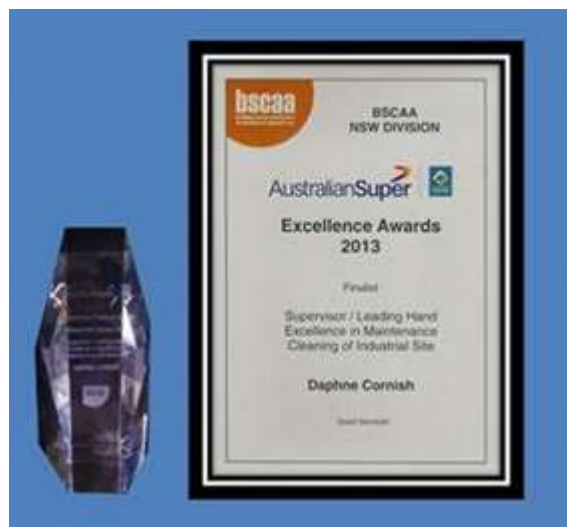 bscaa
BSCAA
NSW DIVISION
AustralianSuper
Excellence Awards
2013
Finalist
Supervisor / Leading Hand
Excellence in Maintenance
Cleaning of Industrial Site
Daphne Cornish